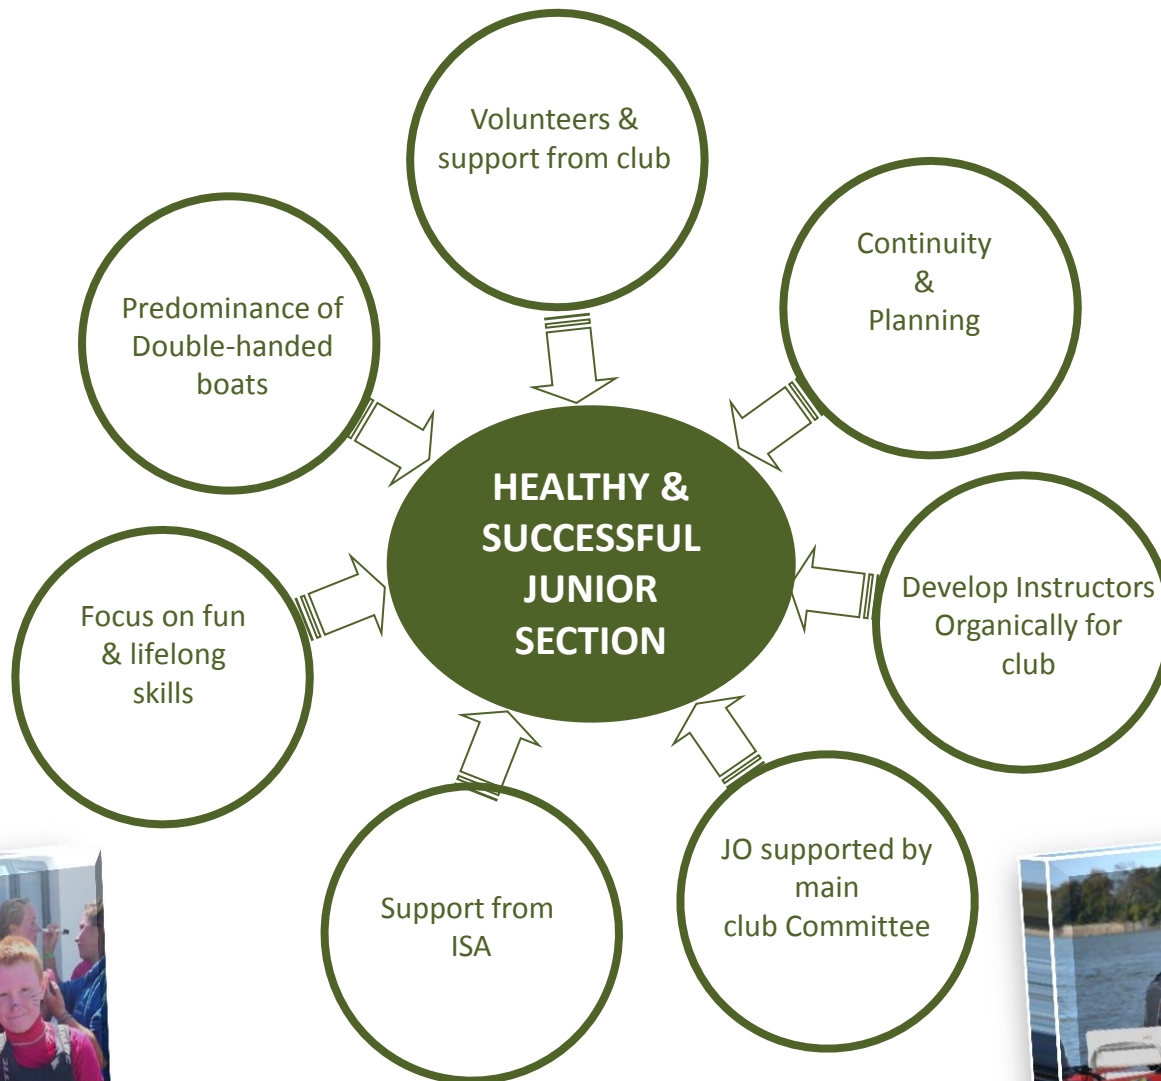 Volunteers &
support from club
Continuity
&
Planning
Predominance of
Double-handed
boats
HEALTHY &
SUCCESSFUL
JUNIOR
SECTION
Develop Instructors
Organically for
club
Focus on fun
& lifelong
skills
JO supported by
main
club Committee
Support from
ISA